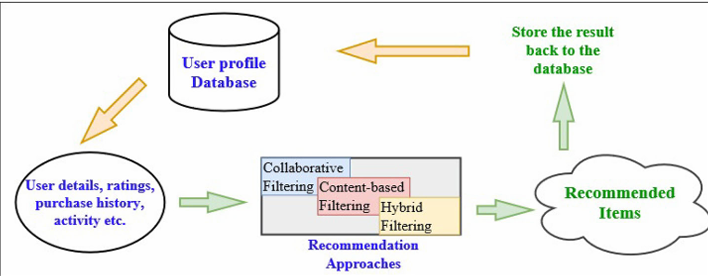 User profile
Database
Store the result
back to the
database
User details, ratings,
purchase history,
activity etc.
Collaborative
Filtering
Content-based
Filtering
Hybrid
Filtering
Recommendation
Approaches
Recommended
Items